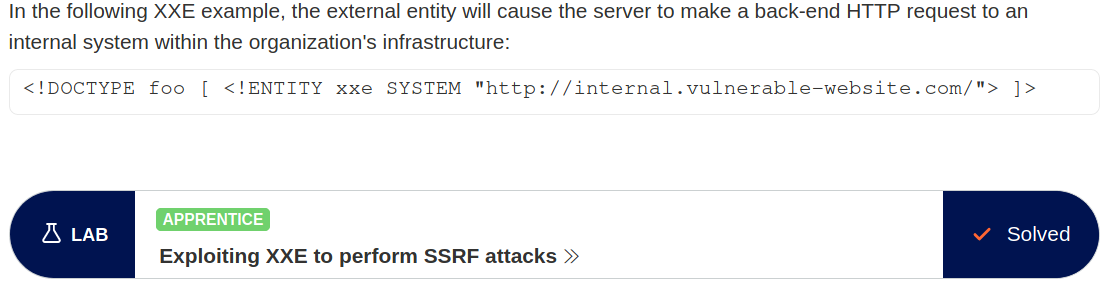 In the following XXE example, the external entity will cause the server to make a back-end HTTP request to an
internal system within the organization's infrastructure:
<!DOCTYPE foo [ <!ENTITY xxe SYSTEM "http://internal.vulnerable-website.com/"> ]>
LAB
APPRENTICE
Exploiting XXE to perform SSRF attacks
Solved